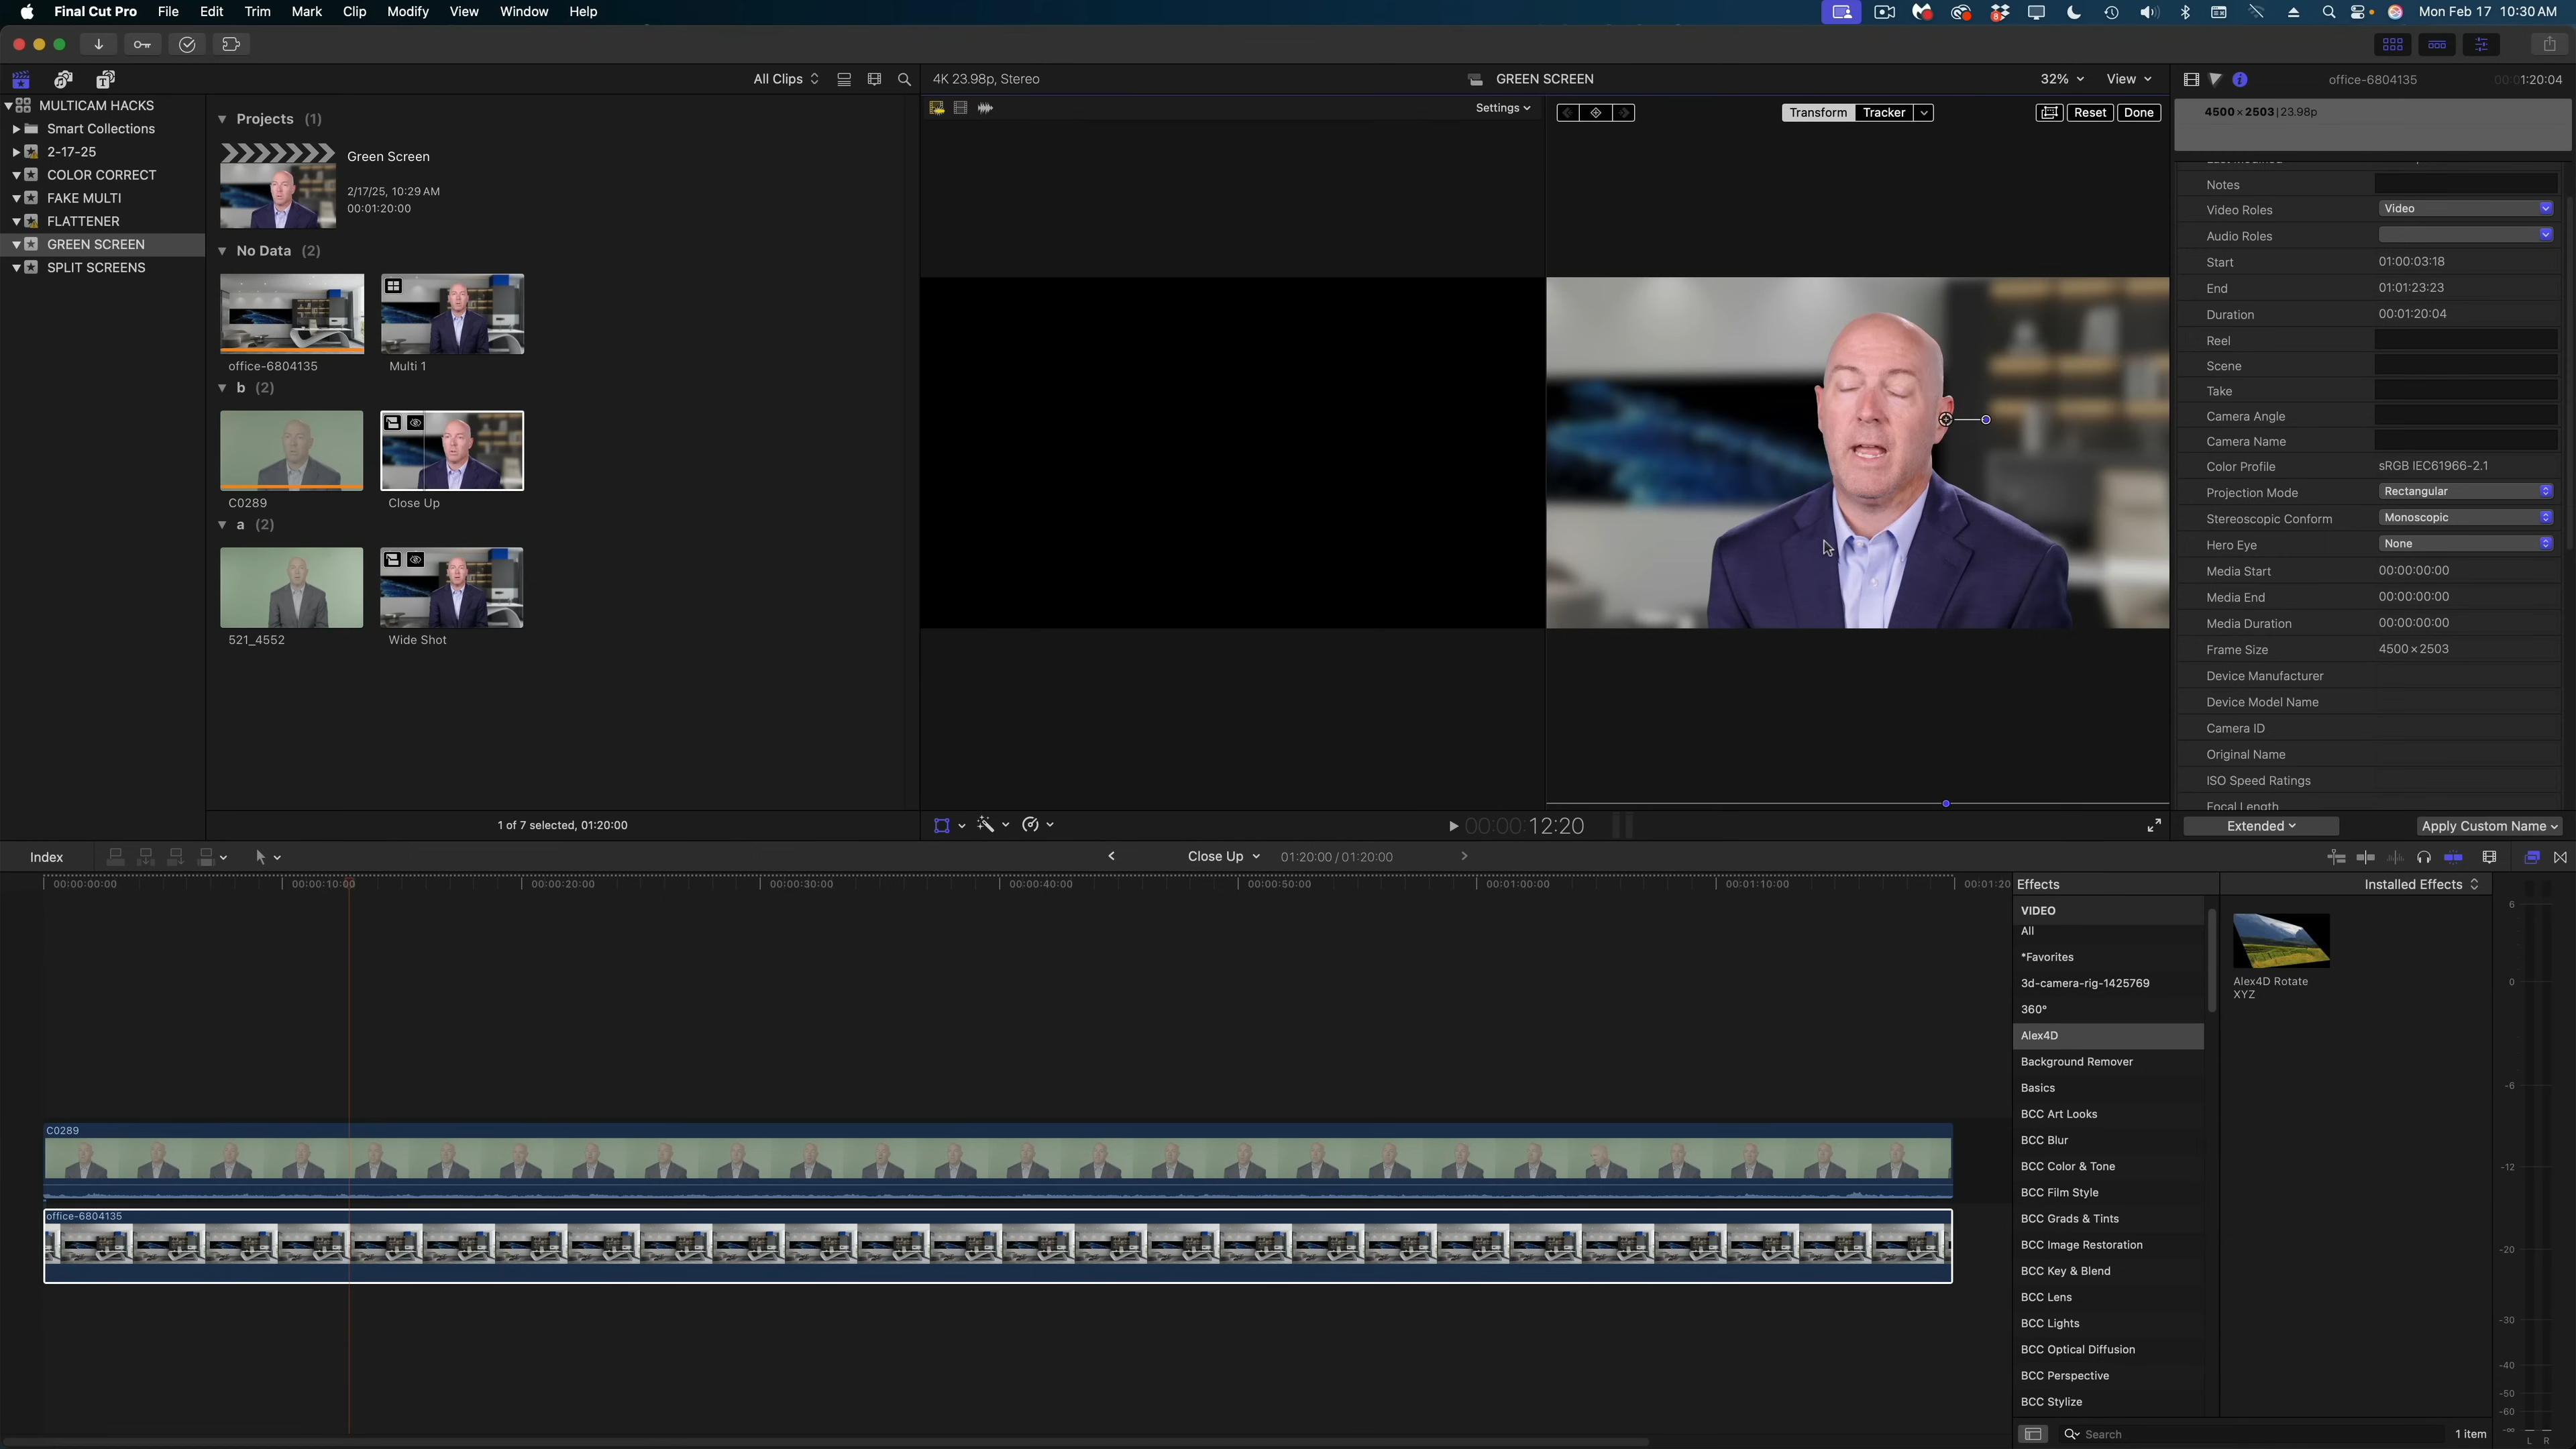 Final Cut Pro File Edit Trim Mark Clip Modify View Window Help
8
Mon Feb 17 10:30 AM
All Clips
4K 23.98p, Stereo
GREEN SCREEN
32%
View
office-6804135
00:01:20:04
MULTICAM HACKS
Smart Collections
2-17-25
COLOR CORRECT
FAKE MULTI
FLATTENER
GREEN SCREEN
SPLIT SCREENS
Projects (1)
Green Screen
2/17/25, 10:29 AM
00:01:20:00
No Data (2)
office-6804135
Multi 1
b (2)
C0289
Close Up
a (2)
521_4552
Wide Shot
1 of 7 selected, 01:20:00
Settings
Transform Tracker
Reset Done
00:00:12:20
4500 × 2503 | 23.98p
Notes
Video Roles Video
Audio Roles
Start 01:00:03:18
End 01:01:23:23
Duration 00:01:20:04
Reel
Scene
Take
Camera Angle
Camera Name
Color Profile sRGB IEC61966-2.1
Projection Mode Rectangular
Stereoscopic Conform Monoscopic
Hero Eye None
Media Start 00:00:00:00
Media End 00:00:00:00
Media Duration 00:00:00:00
Frame Size 4500×2503
Device Manufacturer
Device Model Name
Camera ID
Original Name
ISO Speed Ratings
Focal Length
Extended
Apply Custom Name
Index
Close Up
01:20:00 / 01:20:00
00:00:00:00 00:00:10:00 00:00:20:00 00:00:30:00 00:00:40:00 00:00:50:00 00:01:00:00 00:01:10:00 00:01:20
C0289
office-6804135
Effects
Installed Effects
VIDEO
All
*Favorites
3d-camera-rig-1425769
360°
Alex4D
Background Remover
Basics
BCC Art Looks
BCC Blur
BCC Color & Tone
BCC Film Style
BCC Grads & Tints
BCC Image Restoration
BCC Key & Blend
BCC Lens
BCC Lights
BCC Optical Diffusion
BCC Perspective
BCC Stylize
Alex4D Rotate
XYZ
Search
1 item
6
0
-6
-12
-20
-30
-40
-50
-60
-∞
L R